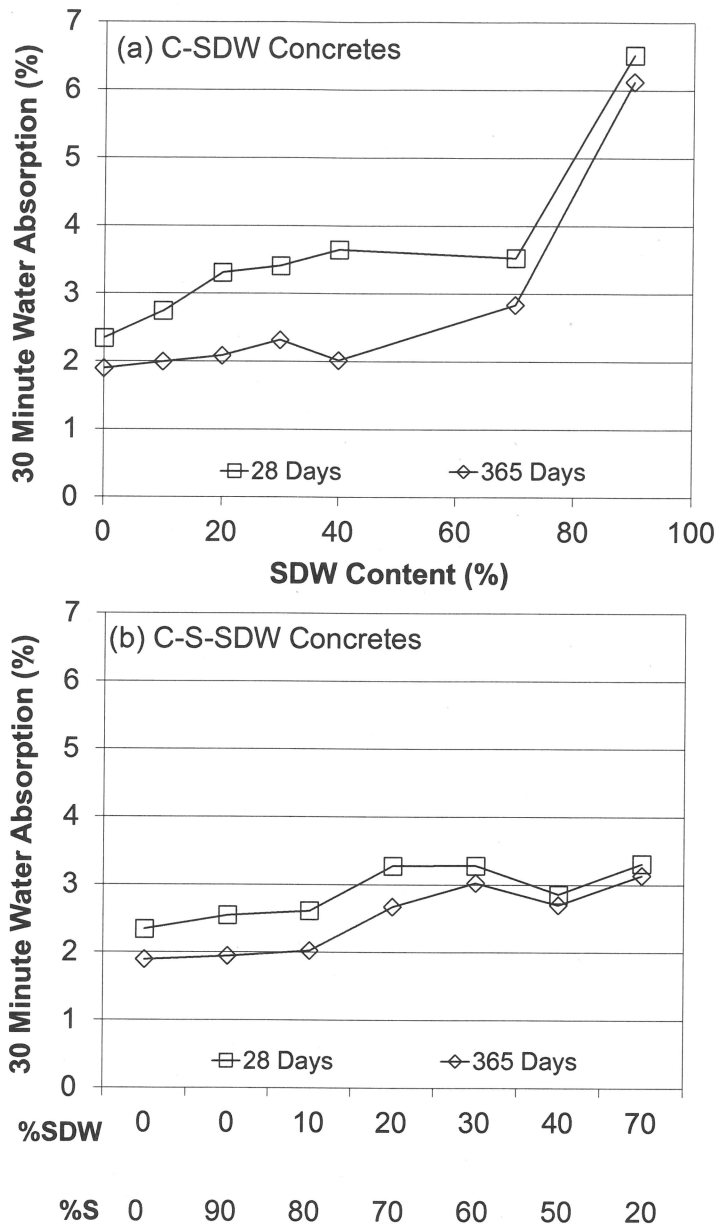 7
(a) C-SDW Concretes
6
5
4
3
2
1
0
30 Minute Water Absorption (%)
28 Days
365 Days
0 20 40 60 80 100
SDW Content (%)
7
(b) C-S-SDW Concretes
6
5
4
3
2
1
0
30 Minute Water Absorption (%)
28 Days
365 Days
%SDW 0 0 10 20 30 40 70
%S 0 90 80 70 60 50 20